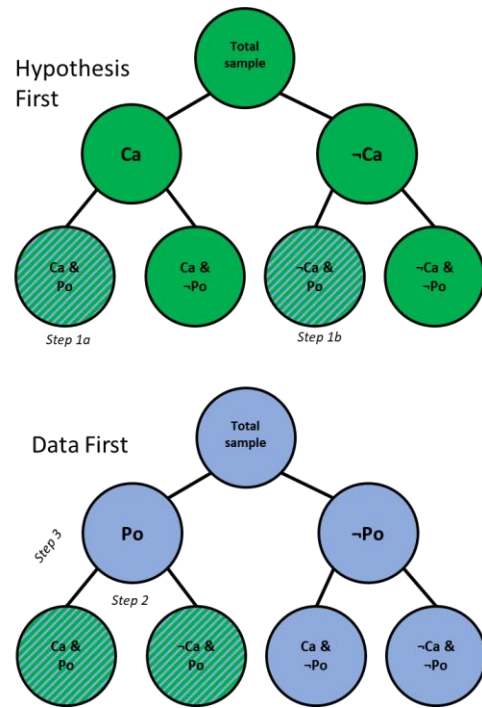 Total
sample
Hypothesis
First
Ca
¬Ca
Ca &
Po
Ca &
¬Po
¬Ca &
Po
¬Ca &
¬Po
Step 1a
Step 1b
Total
sample
Data First
Po
¬Po
Step 3
Step 2
Ca &
Po
¬Ca &
Po
Ca &
¬Po
¬Ca &
¬Po